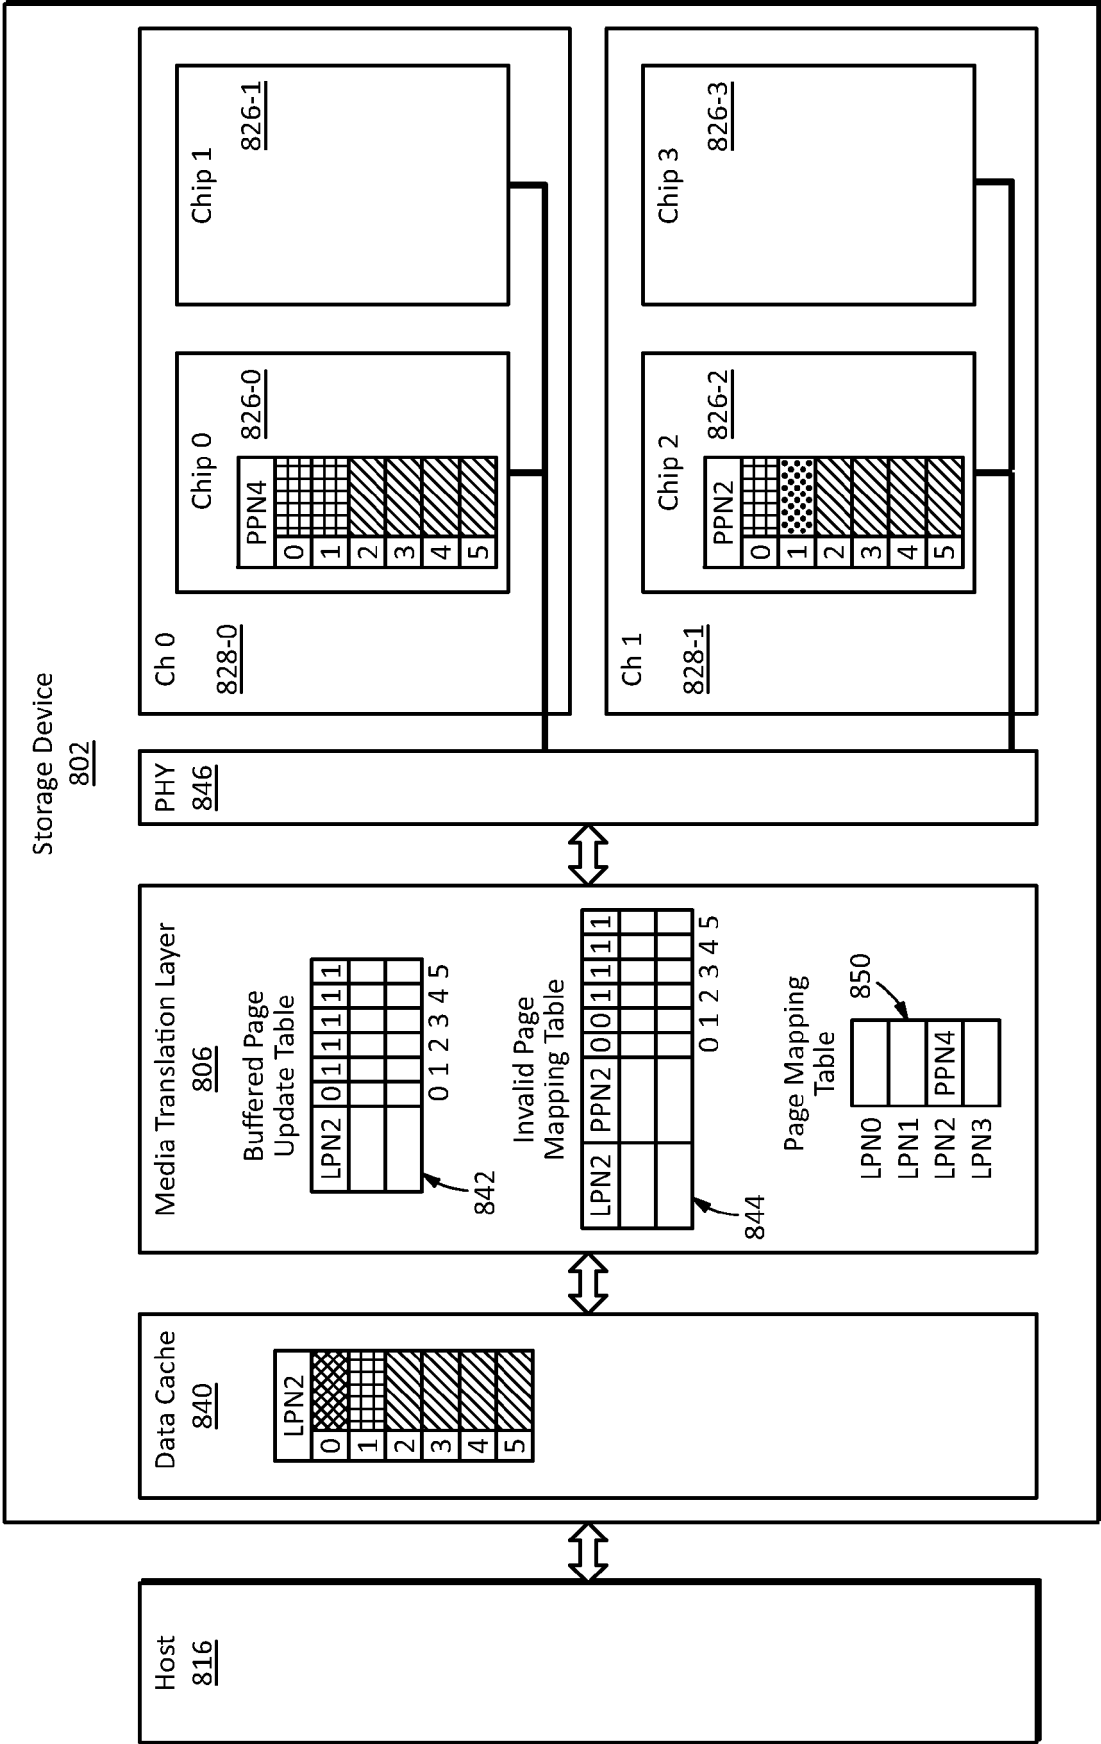 Storage Device
802
Host
816
Data Cache
840
LPN2
0
1
2
3
4
5
Media Translation Layer
806
Buffered Page
Update Table
LPN2 0 1 1 1 1 1
0 1 2 3 4 5
842
Invalid Page
Mapping Table
LPN2 PPN2 0 0 1 1 1 1
0 1 2 3 4 5
844
Page Mapping
Table
850
LPN0
LPN1
LPN2 PPN4
LPN3
PHY
846
Ch 0
828-0
Chip 0
826-0
PPN4
0
1
2
3
4
5
Chip 1
826-1
Ch 1
828-1
Chip 2
826-2
PPN2
0
1
2
3
4
5
Chip 3
826-3